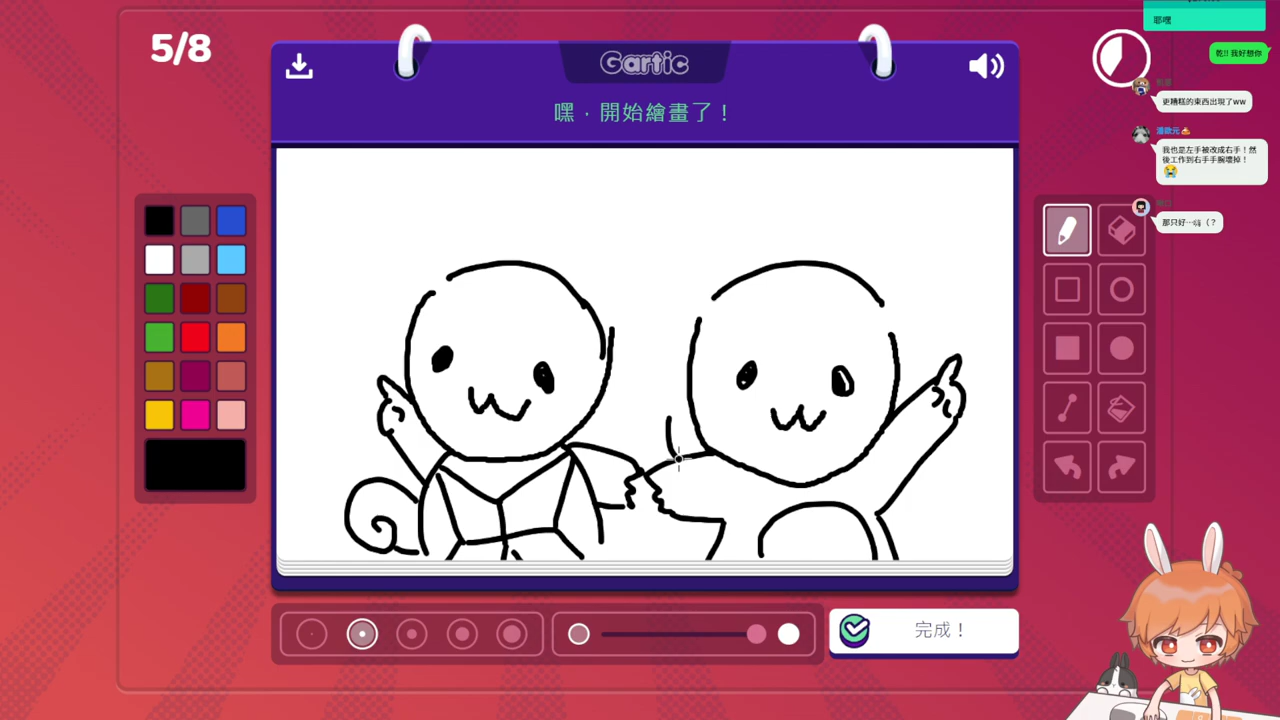 5/8
Gartic
嘿，開始繪畫了！
耶嘿
乾!! 我好想你
更糟糕的東西出現了ww
我也是左手被改成右手！然
後工作到右手手腕壞掉！
😭
那只好…嗨（？
完成！